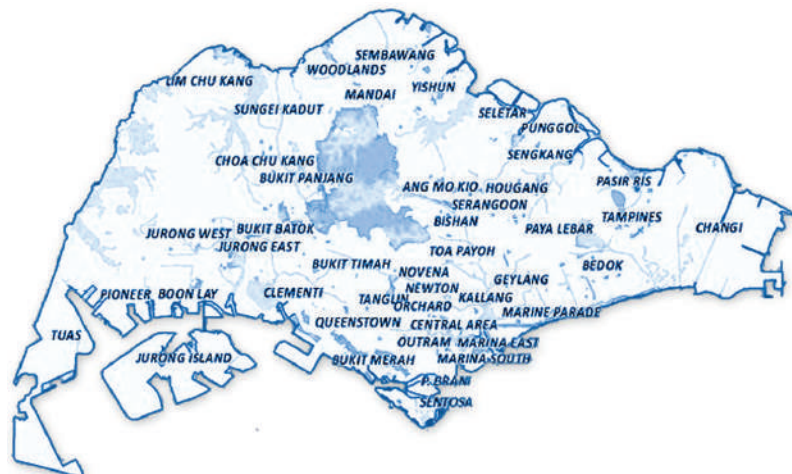 SEMBAWANG
WOODLANDS
LIM CHU KANG
YISHUN
MANDAI
SUNGEI KADUT
SELETAR
PUNGGOL
SENGKANG
CHOA CHU KANG
BUKIT PANJANG
PASIR RIS
ANG MO KIO
HOUGANG
SERANGOON
TAMPINES
BISHAN
CHANGI
PAYA LEBAR
BUKIT BATOK
JURONG WEST
JURONG EAST
TOA PAYOH
BUKIT TIMAH
BEDOK
NOVENA
GEYLANG
NEWTON
PIONEER
BOON LAY
CLEMENTI
TANGLIN
KALLANG
ORCHARD
MARINE PARADE
QUEENSTOWN
CENTRAL AREA
TUAS
OUTRAM
MARINA EAST
JURONG ISLAND
BUKIT MERAH
MARINA SOUTH
P. BRANI
SENTOSA